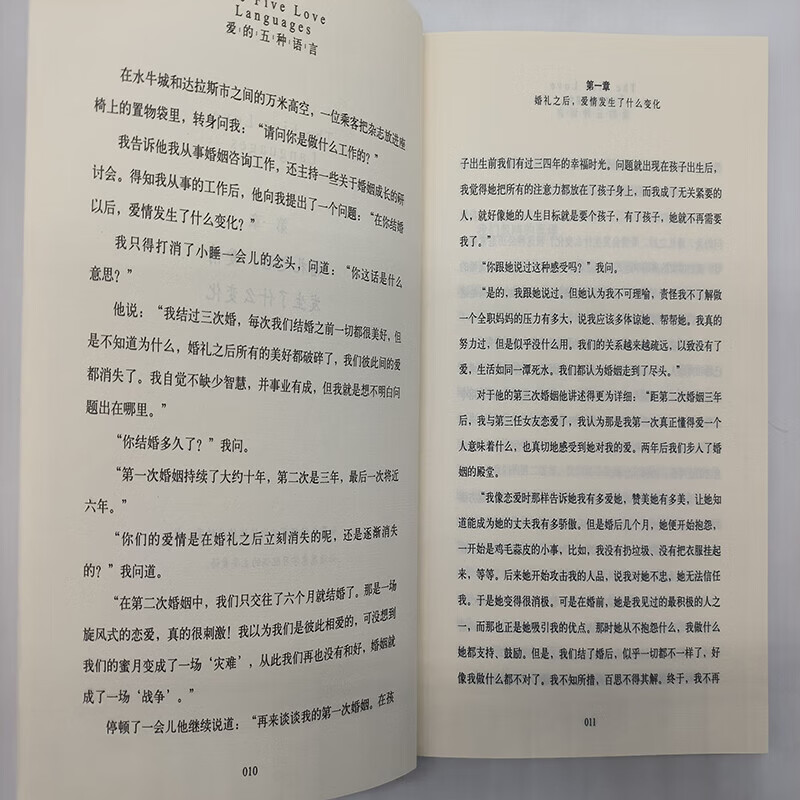 Five Love
Languages
爱的五种语言
在水牛城和达拉斯市之间的万米高空，一位乘客把杂志放进座
椅上的置物袋里，转身问我：“请问你是做什么工作的？”
我告诉他我从事婚姻咨询工作，还主持一些关于婚姻成长的研
讨会。得知我从事的工作后，他向我提出了一个问题：“在你结婚
以后，爱情发生了什么变化？”
我只得打消了小睡一会儿的念头，问道：“你这话是什么
意思？”
他说：“我结过三次婚，每次我们结婚之前一切都很美好，但
是不知道为什么，婚礼之后所有的美好都破碎了，我们彼此间的爱
都消失了。我自觉不缺少智慧，并事业有成，但我就是想不明白问
题出在哪里。”
“你结婚多久了？”我问。
“第一次婚姻持续了大约十年，第二次是三年，最后一次将近
六年。”
“你们的爱情是在婚礼之后立刻消失的呢，还是逐渐消失
的？”我问道。
“在第二次婚姻中，我们只交往了六个月就结婚了。那是一场
旋风式的恋爱，真的很刺激！我以为我们是彼此相爱的，可没想到
我们的蜜月变成了一场‘灾难’，从此我们再也没有和好，婚姻就
成了一场‘战争’。”
停顿了一会儿他继续说道：“再来谈谈我的第一次婚姻。在孩
010
第一章
婚礼之后，爱情发生了什么变化
子出生前我们有过三四年的幸福时光。问题就出现在孩子出生后，
我觉得她把所有的注意力都放在了孩子身上，而我成了无关紧要的
人，就好像她的人生目标就是要个孩子，有了孩子，她就不再需要
我了。”
“你跟她说过这种感受吗？”我问。
“是的，我跟她说过。但她认为我不可理喻，责怪我不了解做
一个全职妈妈的压力有多大，说我应该多体谅她、帮帮她。我真的
努力过，但是似乎没什么用。我们的关系越来越疏远，以致没有了
爱，生活如同一潭死水。我们都认为婚姻走到了尽头。”
对于他的第三次婚姻他讲述得更为详细：“距第二次婚姻三年
后，我与第三任女友恋爱了，我认为那是我第一次真正懂得爱一个
人意味着什么，也真切地感受到她对我的爱。两年后我们步入了婚
姻的殿堂。
“我像恋爱时那样告诉她我有多爱她，赞美她有多美，让她知
道能成为她的丈夫我有多骄傲。但是婚后几个月，她便开始抱怨，
一开始是鸡毛蒜皮的小事，比如，我没有扔垃圾、没有把衣服挂起
来，等等。后来她开始攻击我的人品，说我对她不忠，她无法信任
我。于是她变得很消极。可是在婚前，她是我见过的最积极的人之
一，而那也正是她吸引我的优点。那时她从不抱怨什么，我做什么
她都支持、鼓励。但是，我们结了婚后，似乎一切都不一样了，好
像我做什么都不对了。我不知所措，百思不得其解。终于，我不再
011